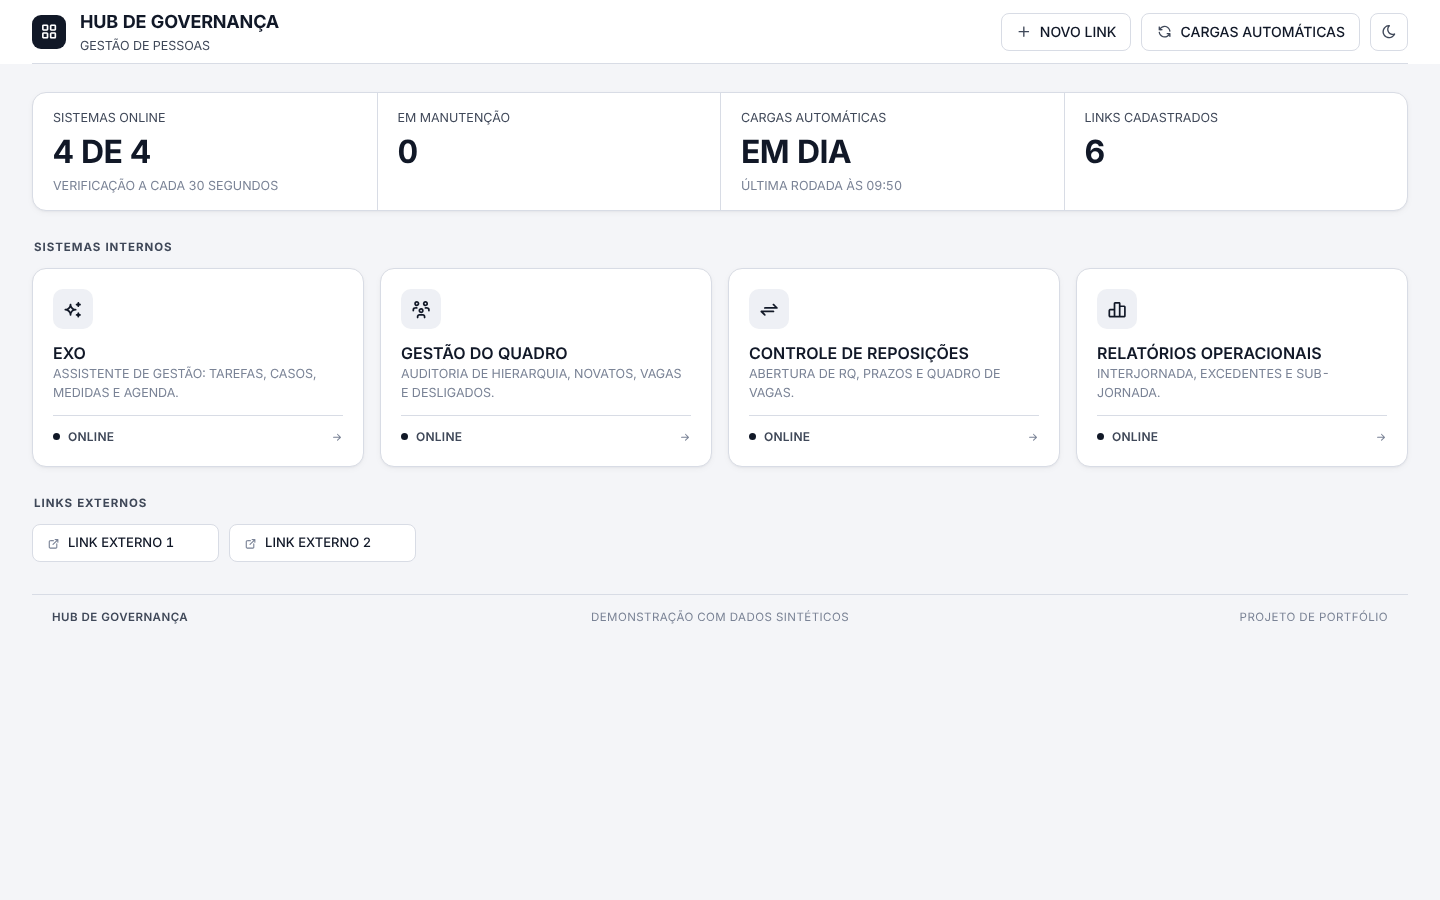 HUB DE GOVERNANÇA
GESTÃO DE PESSOAS
NOVO LINK
CARGAS AUTOMÁTICAS
SISTEMAS ONLINE
4 DE 4
VERIFICAÇÃO A CADA 30 SEGUNDOS
EM MANUTENÇÃO
0
CARGAS AUTOMÁTICAS
EM DIA
ÚLTIMA RODADA ÀS 09:50
LINKS CADASTRADOS
6
SISTEMAS INTERNOS
EXO
ASSISTENTE DE GESTÃO: TAREFAS, CASOS,
MEDIDAS E AGENDA.
ONLINE
GESTÃO DO QUADRO
AUDITORIA DE HIERARQUIA, NOVATOS, VAGAS
E DESLIGADOS.
ONLINE
CONTROLE DE REPOSIÇÕES
ABERTURA DE RQ, PRAZOS E QUADRO DE
VAGAS.
ONLINE
RELATÓRIOS OPERACIONAIS
INTERJORNADA, EXCEDENTES E SUB-
JORNADA.
ONLINE
LINKS EXTERNOS
LINK EXTERNO 1
LINK EXTERNO 2
HUB DE GOVERNANÇA
DEMONSTRAÇÃO COM DADOS SINTÉTICOS
PROJETO DE PORTFÓLIO